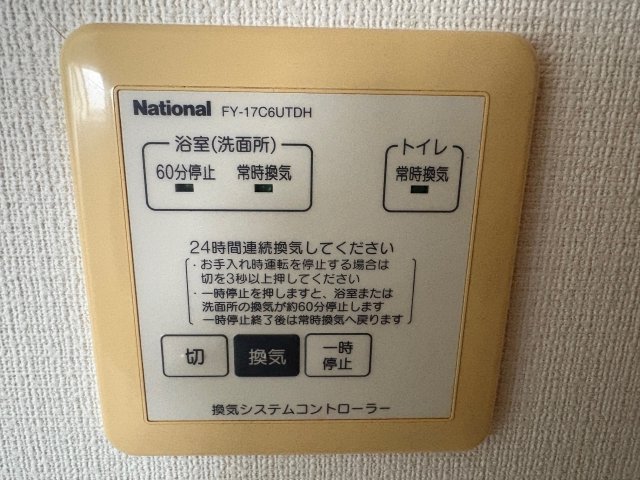 National FY-17C6UTDH
浴室(洗面所)
60分停止 常時換気
トイレ
常時換気
24時間連続換気してください
・お手入れ時運転を停止する場合は
切を3秒以上押してください
・一時停止を押しますと、浴室または
洗面所の換気が約60分停止します
一時停止終了後は常時換気へ戻ります
切
換気
一時
停止
換気システムコントローラー